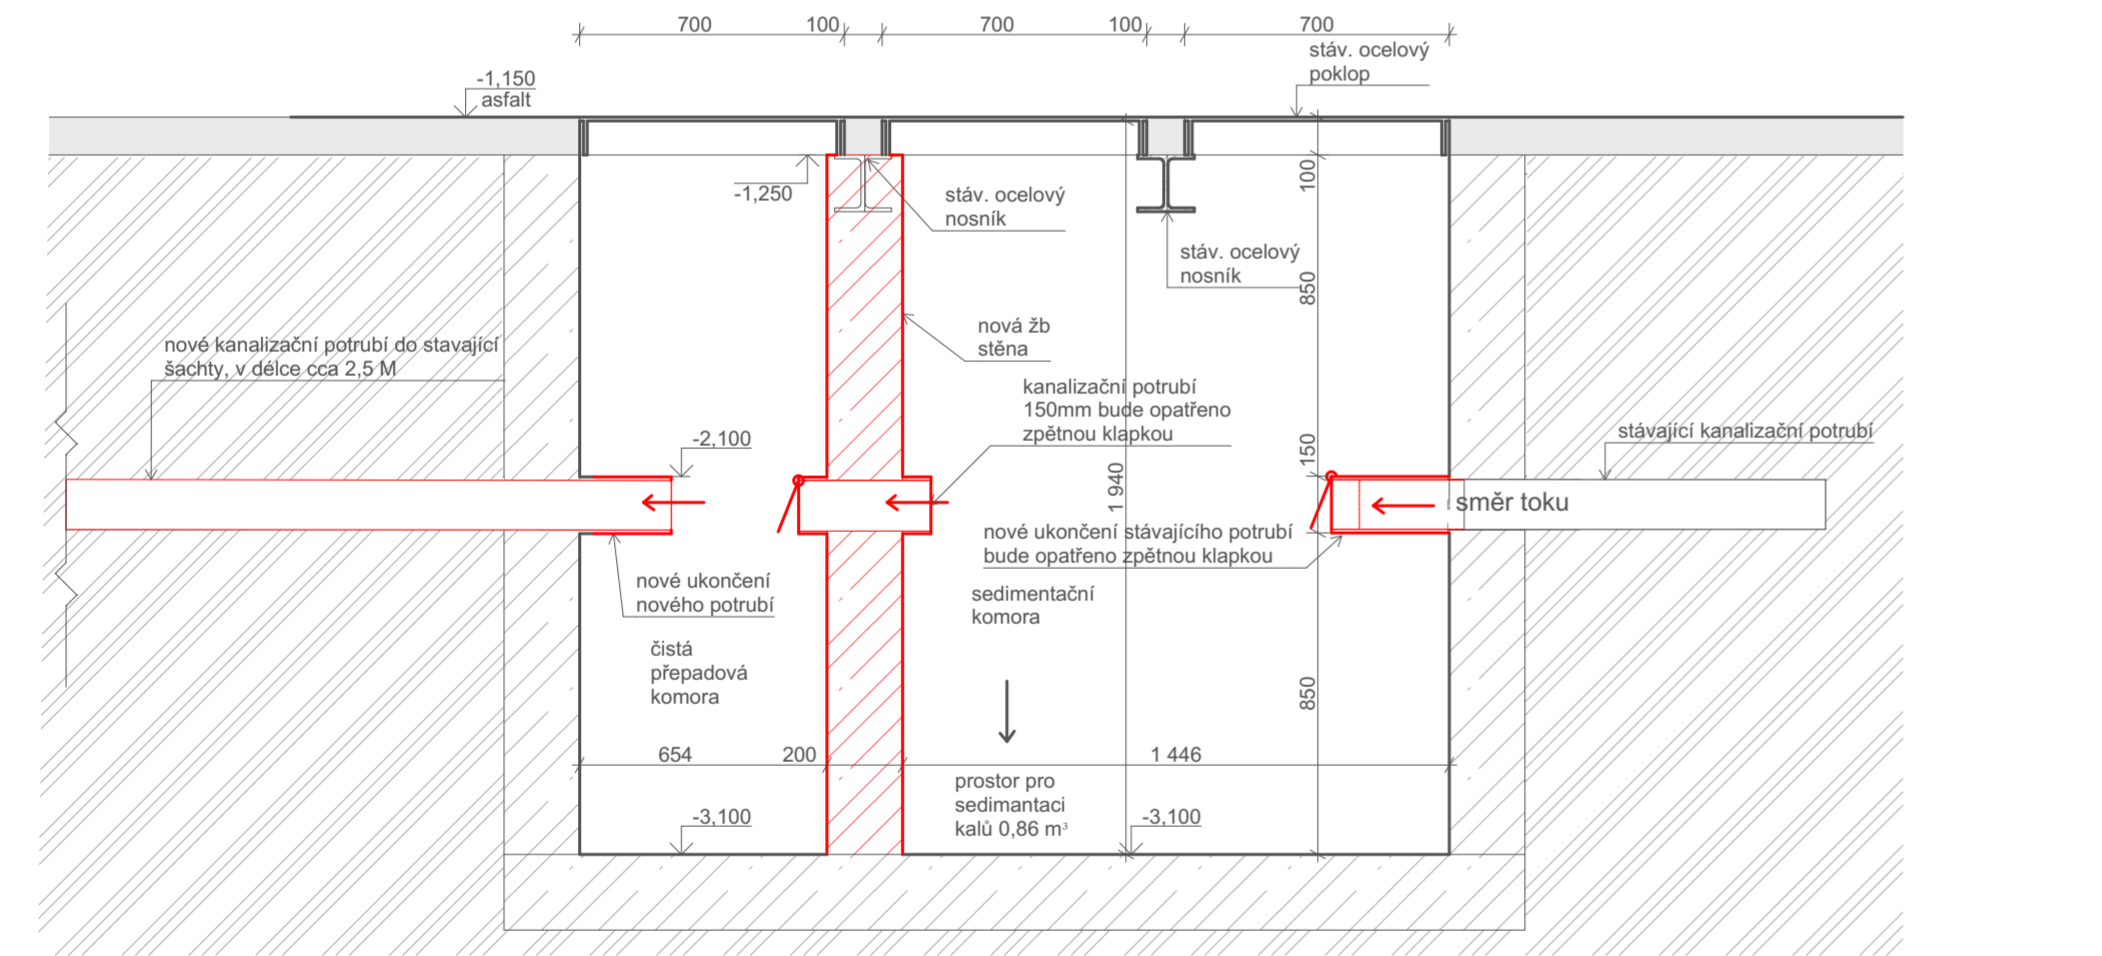 700 100 700 100 700
stáv. ocelový
poklop
-1,150
asfalt
-1,250
stáv. ocelový
nosník
100
stáv. ocelový
nosník
850
nová žb
stěna
nové kanalizační potrubí do stavající
šachty, v délce cca 2,5 M
kanalizační potrubí
150mm bude opatřeno
zpětnou klapkou
-2,100
150
stávající kanalizační potrubí
1 940
směr toku
nové ukončení stávajícího potrubí
bude opatřeno zpětnou klapkou
nové ukončení
nového potrubí
sedimentační
komora
čistá
přepadová
komora
850
654 200 1 446
prostor pro
sedimantaci
kalů 0,86 m³
-3,100
-3,100